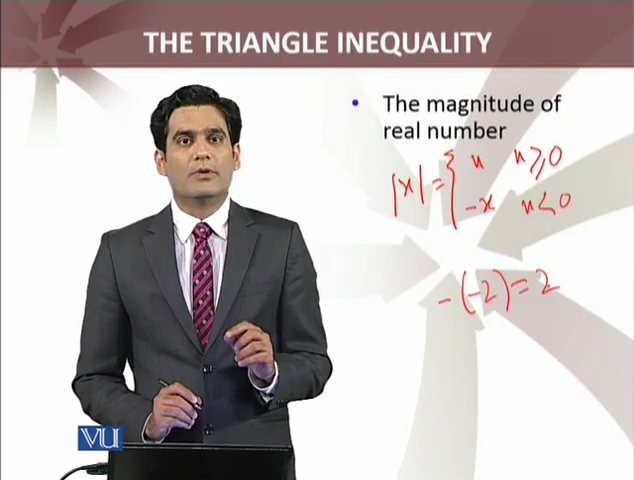 THE TRIANGLE INEQUALITY
• The magnitude of
real number
|x| = { x  x ≥ 0
-x  x < 0
-(-2) = 2
VU